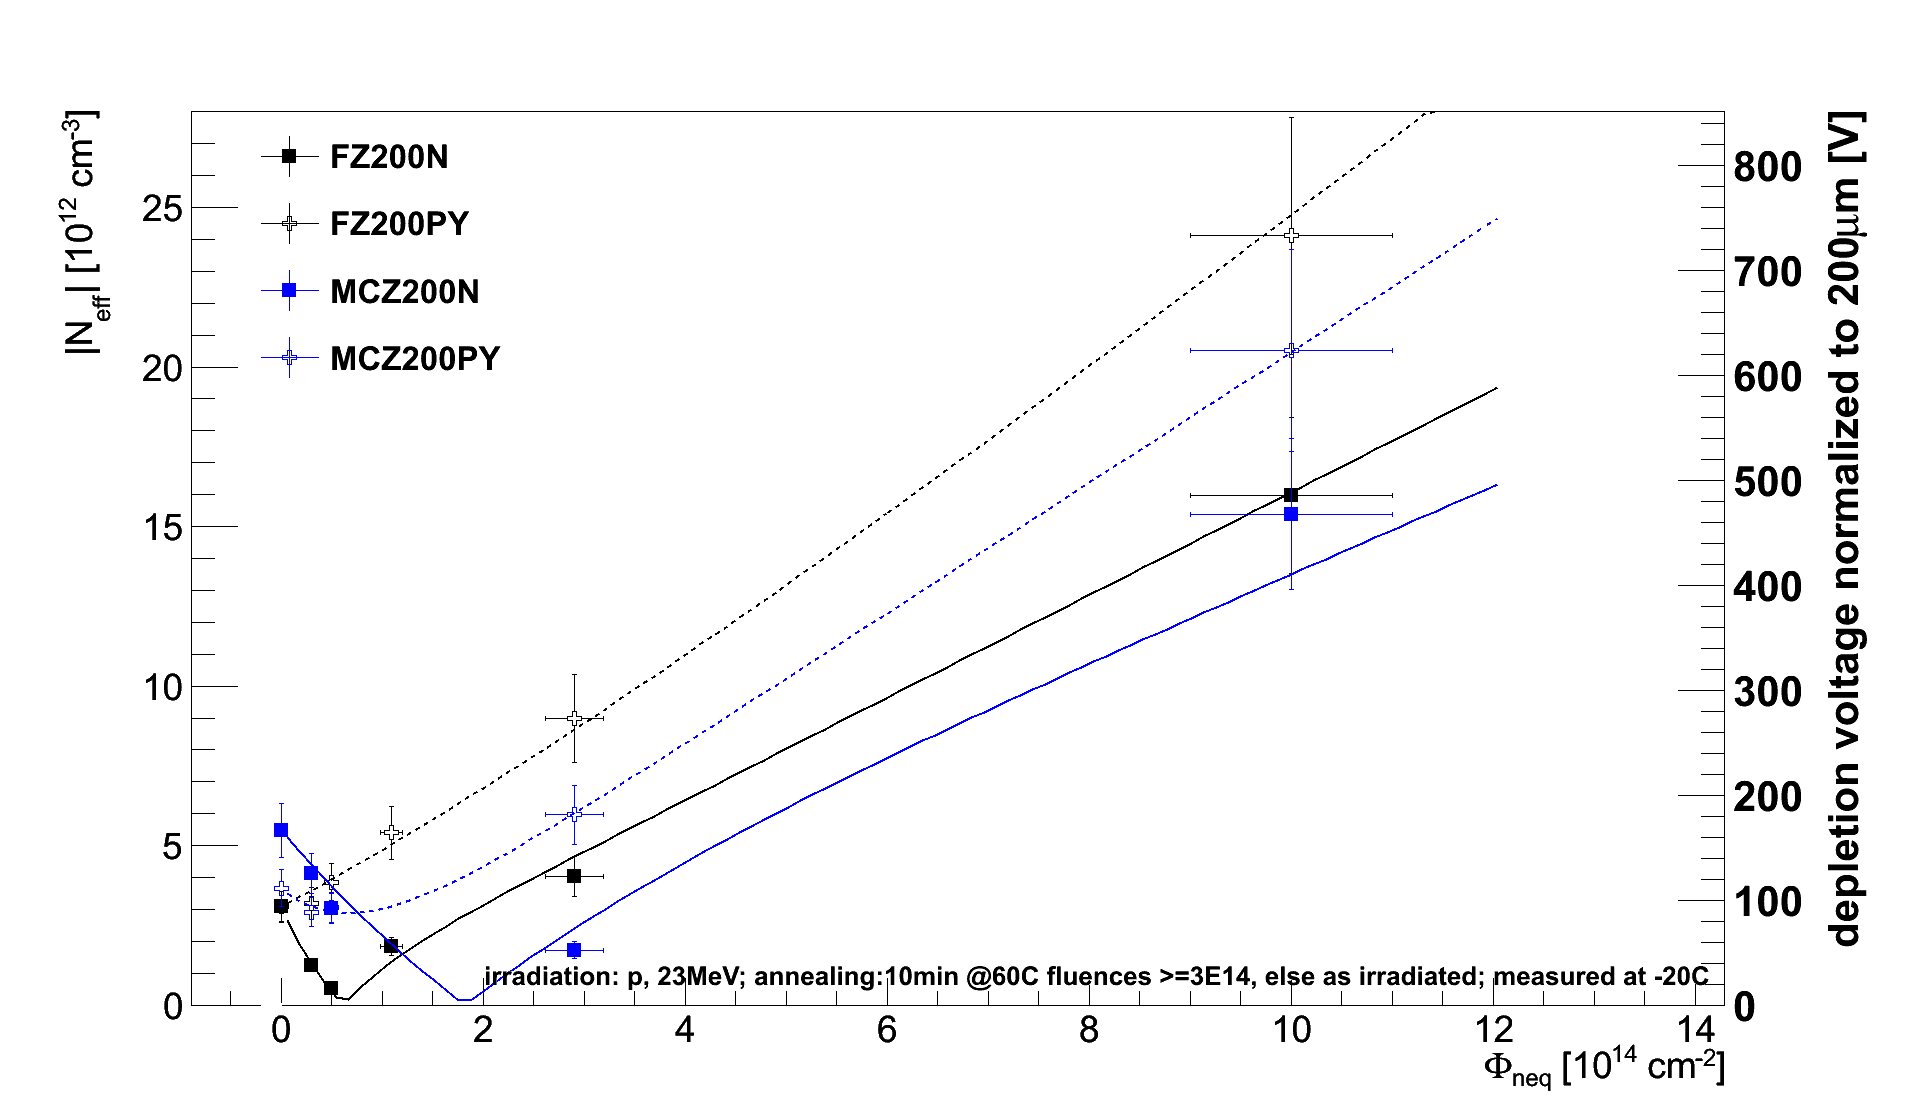 |Neff| [10^12 cm^-3]
25
20
15
10
5
0
FZ200N
FZ200PY
MCZ200N
MCZ200PY
irradiation: p, 23MeV; annealing:10min @60C fluences >=3E14, else as irradiated; measured at -20C
0 2 4 6 8 10 12 14
Φneq [10^14 cm^-2]
800
700
600
500
400
300
200
100
0
depletion voltage normalized to 200μm [V]